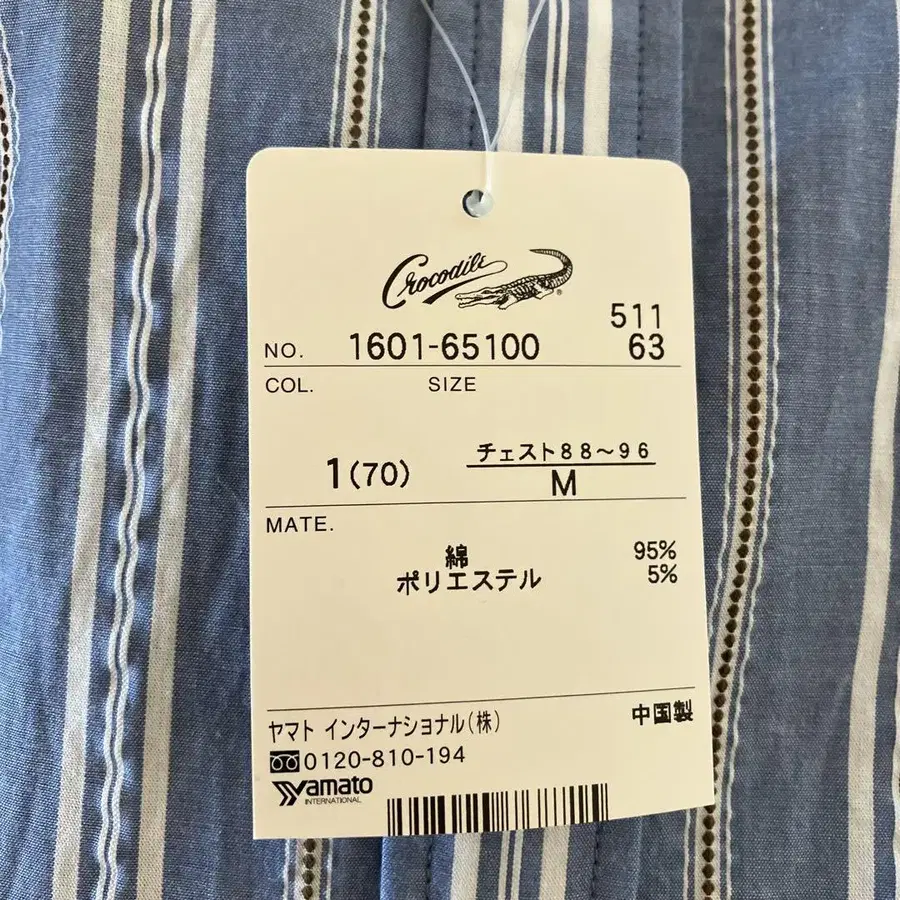 Crocodile
®
511
NO. 1601-65100 63
COL. SIZE
チェスト88～96
1(70) M
MATE.
綿 95%
ポリエステル 5%
ヤマト インターナショナル(株) 中国製
0120-810-194
Yamato
INTERNATIONAL